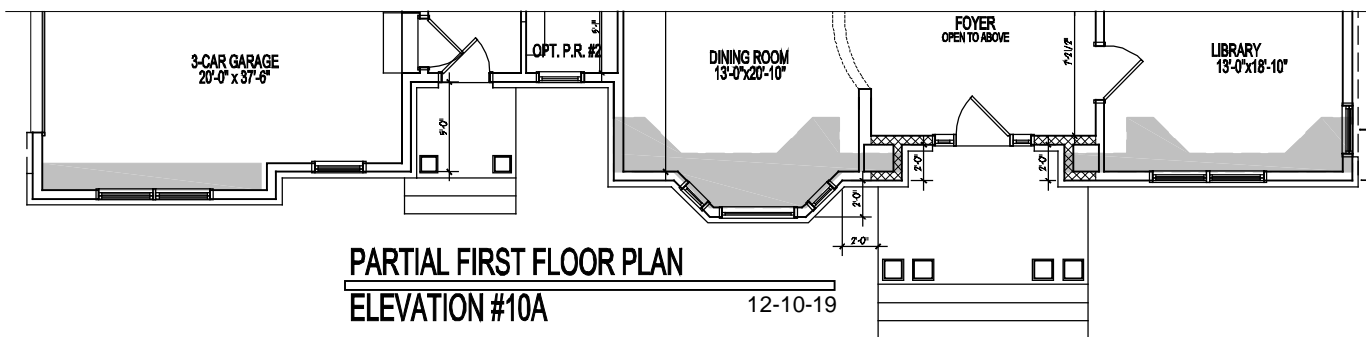 3-CAR GARAGE
20'-0" x 37'-6"
OPT. P.R. #2
DINING ROOM
13'-0"x20'-10"
FOYER
OPEN TO ABOVE
LIBRARY
13'-0"x18'-10"
2'-0"
2'-0"
2'-0"
2'-0"
PARTIAL FIRST FLOOR PLAN
ELEVATION #10A
12-10-19